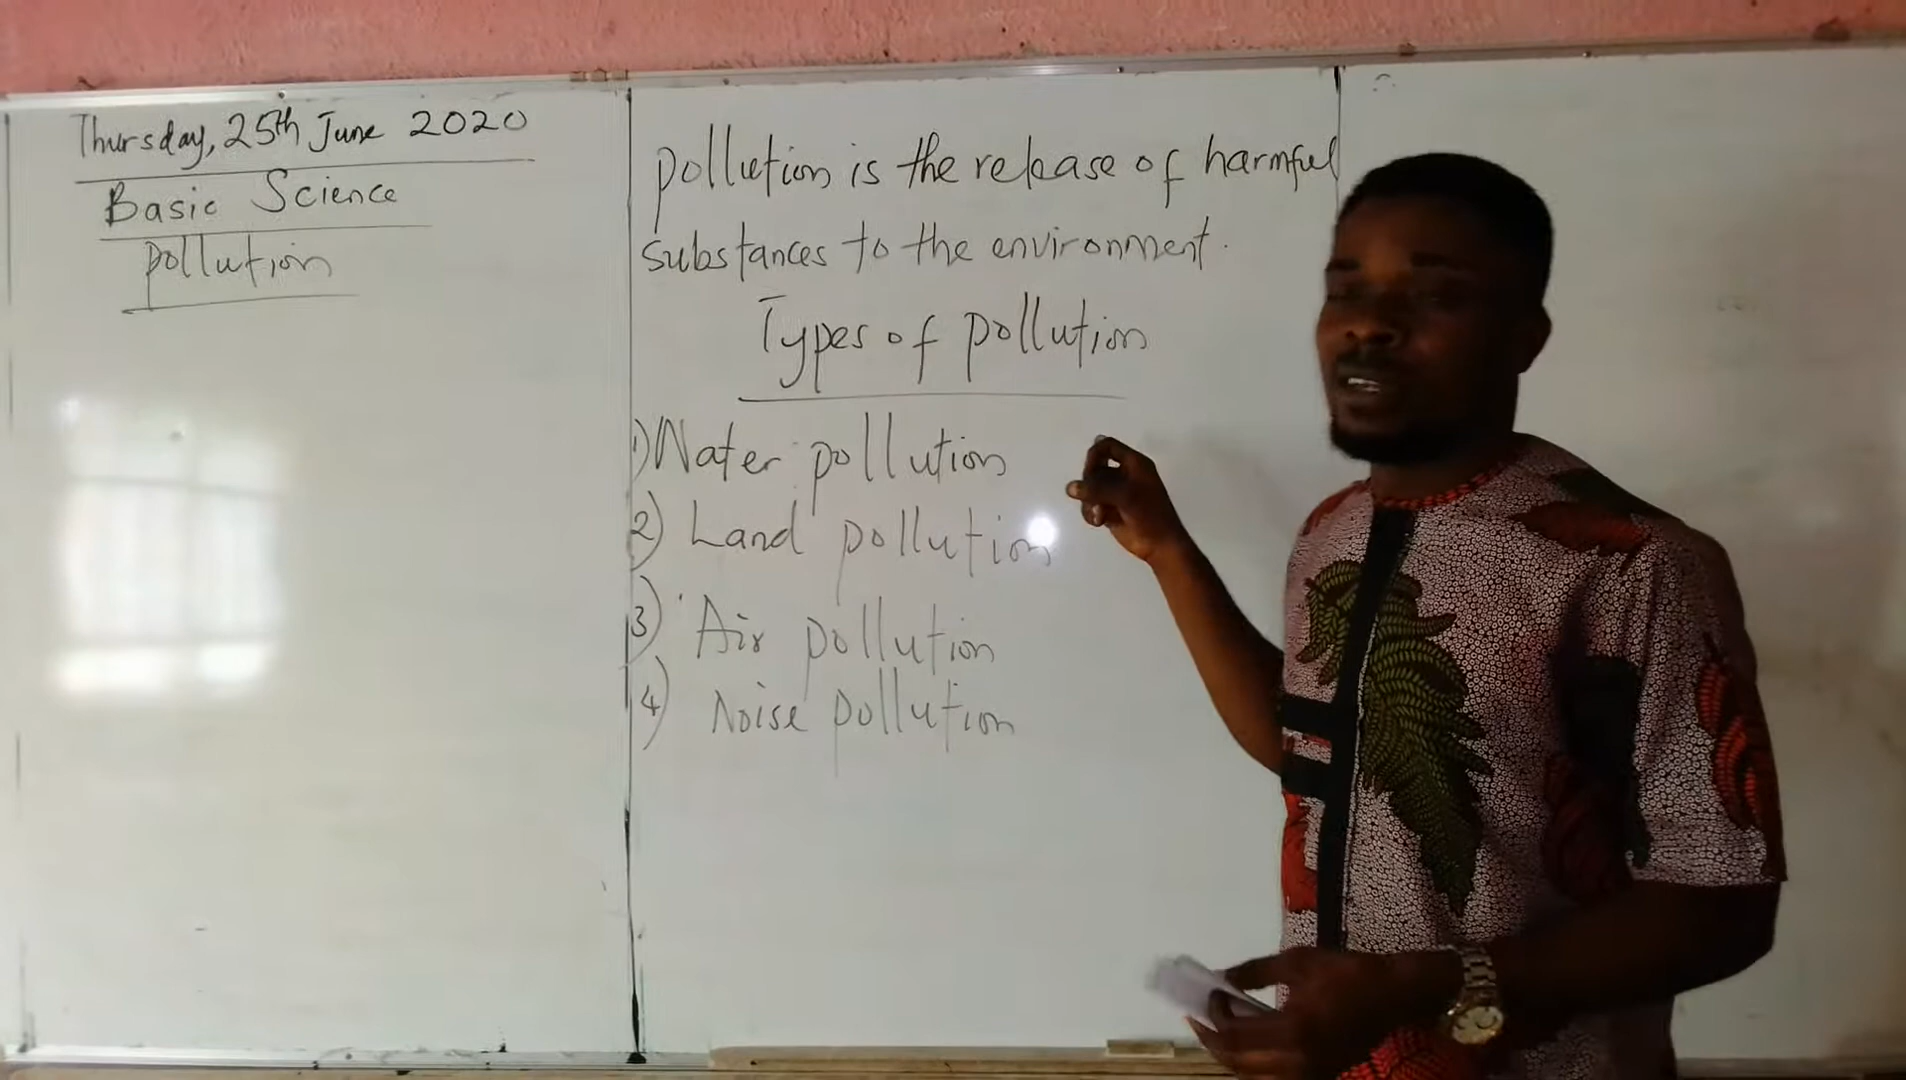 Thursday, 25th June 2020
Basic Science
pollution
pollution is the release of harmful
substances to the environment.
Types of pollution
1) Water pollution
2) Land pollution
3) Air pollution
4) Noise pollution